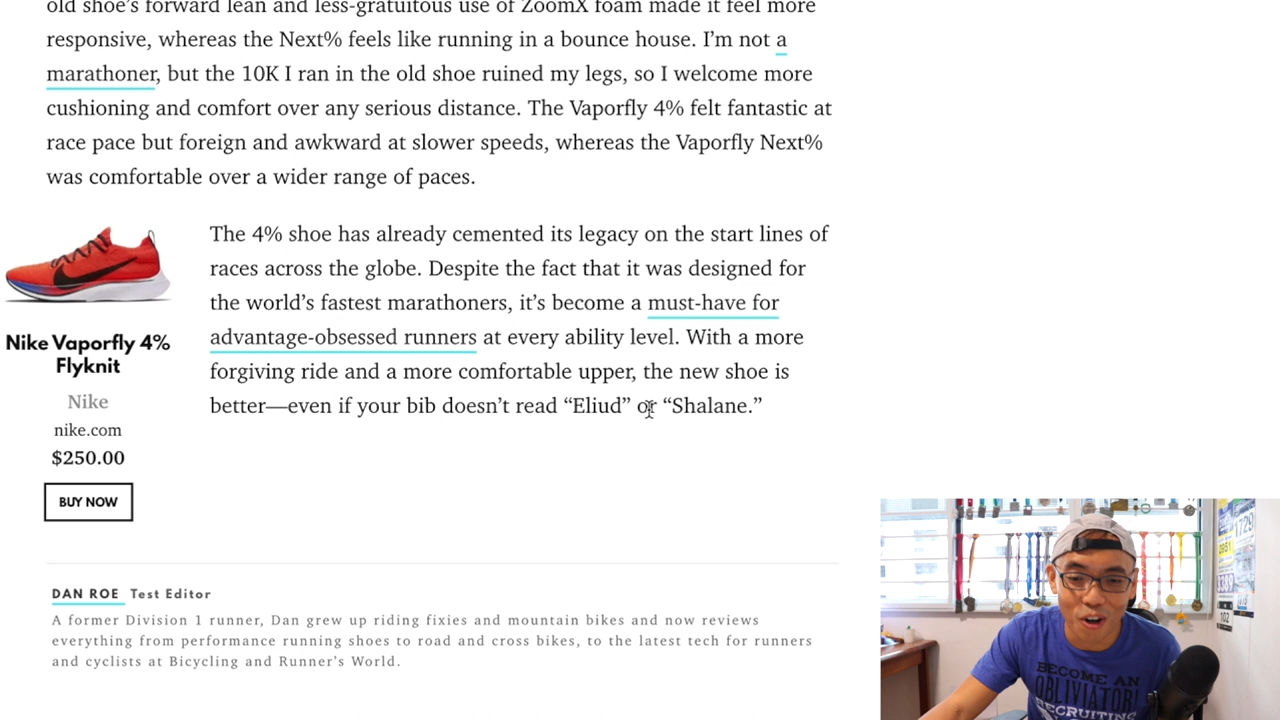 old shoe's forward lean and less-gratuitous use of ZoomX foam made it feel more
responsive, whereas the Next% feels like running in a bounce house. I'm not a
marathoner, but the 10K I ran in the old shoe ruined my legs, so I welcome more
cushioning and comfort over any serious distance. The Vaporfly 4% felt fantastic at
race pace but foreign and awkward at slower speeds, whereas the Vaporfly Next%
was comfortable over a wider range of paces.
The 4% shoe has already cemented its legacy on the start lines of
races across the globe. Despite the fact that it was designed for
the world's fastest marathoners, it's become a must-have for
advantage-obsessed runners at every ability level. With a more
forgiving ride and a more comfortable upper, the new shoe is
better—even if your bib doesn't read “Eliud” or “Shalane.”
Nike Vaporfly 4%
Flyknit
Nike
nike.com
$250.00
BUY NOW
DAN ROE Test Editor
A former Division 1 runner, Dan grew up riding fixies and mountain bikes and now reviews
everything from performance running shoes to road and cross bikes, to the latest tech for runners
and cyclists at Bicycling and Runner's World.
BECOME AN
OBLIVIATOR!
RECRUITING
1729
0951
102